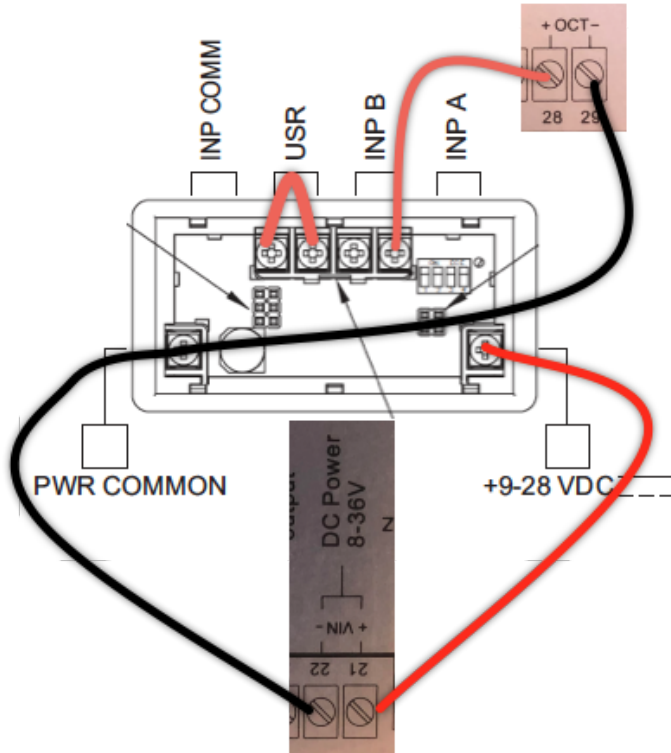 + OCT-
28 29
INP COMM
USR
INP B
INP A
PWR COMMON
+9-28 VDC
DC Power
8-36V
Z
+ VIN -
22 21